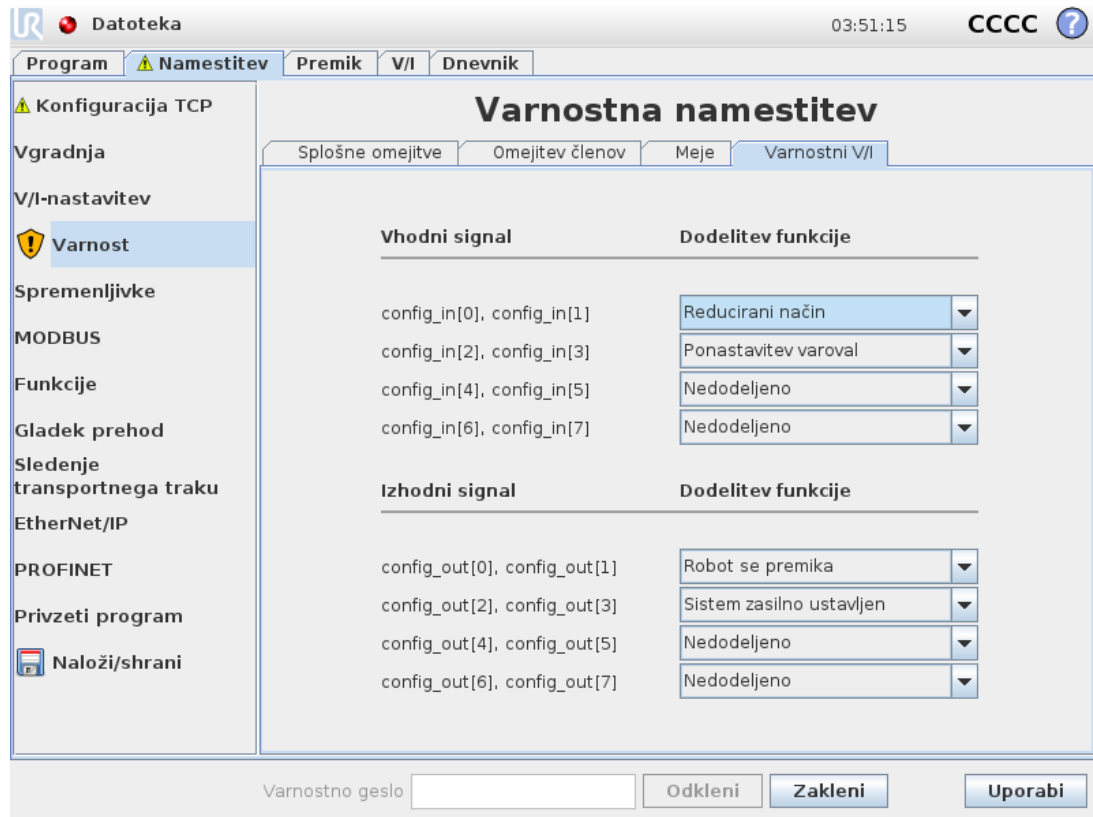 UR Datoteka 03:51:15 CCCC ?
Program Namestitev Premik V/I Dnevnik
Konfiguracija TCP
Vgradnja
V/I-nastavitev
Varnost
Spremenljivke
MODBUS
Funkcije
Gladek prehod
Sledenje
transportnega traku
EtherNet/IP
PROFINET
Privzeti program
Naloži/shrani
Varnostna namestitev
Splošne omejitve Omejitev členov Meje Varnostni V/I
Vhodni signal Dodelitev funkcije
config_in[0], config_in[1] Reducirani način
config_in[2], config_in[3] Ponastavitev varoval
config_in[4], config_in[5] Nedodeljeno
config_in[6], config_in[7] Nedodeljeno
Izhodni signal Dodelitev funkcije
config_out[0], config_out[1] Robot se premika
config_out[2], config_out[3] Sistem zasilno ustavljen
config_out[4], config_out[5] Nedodeljeno
config_out[6], config_out[7] Nedodeljeno
Varnostno geslo Odkleni Zakleni Uporabi